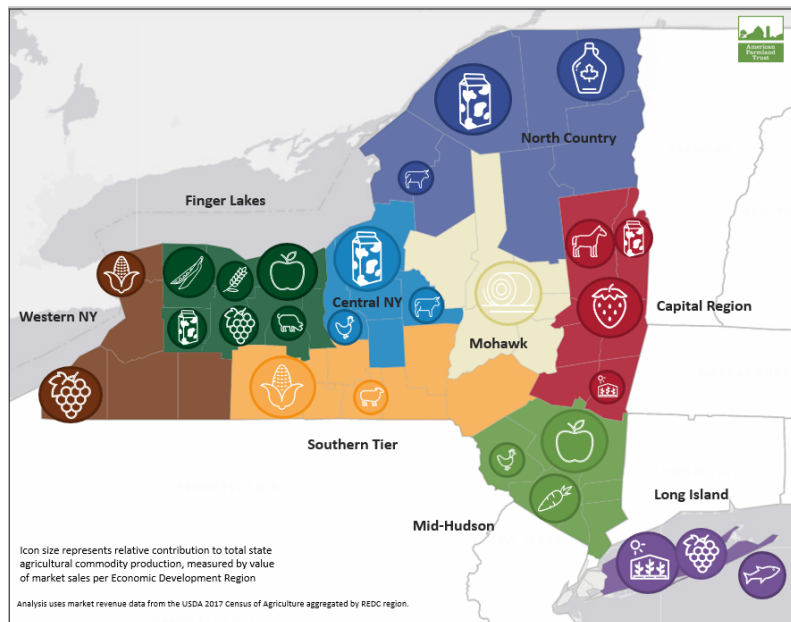 American
Farmland
Trust
North Country
Finger Lakes
Western NY
Central NY
Capital Region
Mohawk
Southern Tier
Long Island
Mid-Hudson
Icon size represents relative contribution to total state
agricultural commodity production, measured by value
of market sales per Economic Development Region
Analysis uses market revenue data from the USDA 2017 Census of Agriculture aggregated by REDC region.